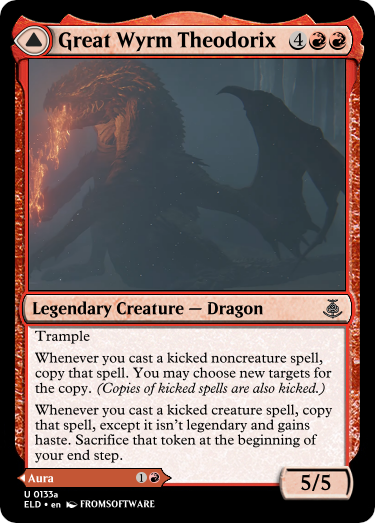 Great Wyrm Theodorix 4
Legendary Creature — Dragon
Trample
Whenever you cast a kicked noncreature spell,
copy that spell. You may choose new targets for
the copy. (Copies of kicked spells are also kicked.)
Whenever you cast a kicked creature spell, copy
that spell, except it isn't legendary and gains
haste. Sacrifice that token at the beginning of
your end step.
Aura 1
5/5
U 0133a
ELD • en FROMSOFTWARE